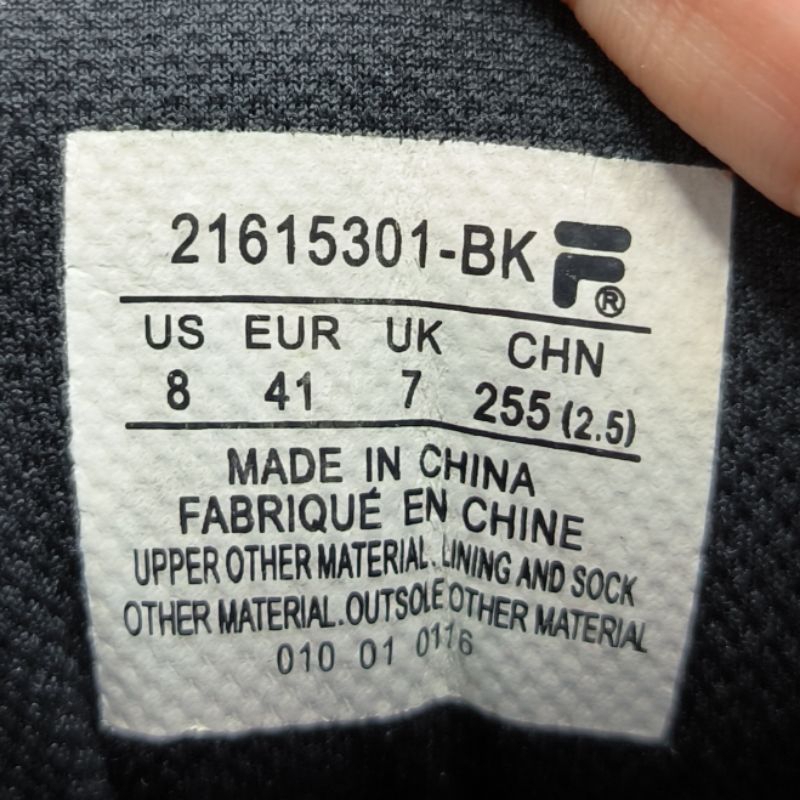 21615301-BK
®
US EUR UK CHN
8 41 7 255 (2.5)
MADE IN CHINA
FABRIQUÉ EN CHINE
UPPER OTHER MATERIAL. LINING AND SOCK
OTHER MATERIAL.OUTSOLE OTHER MATERIAL
010 01 0116